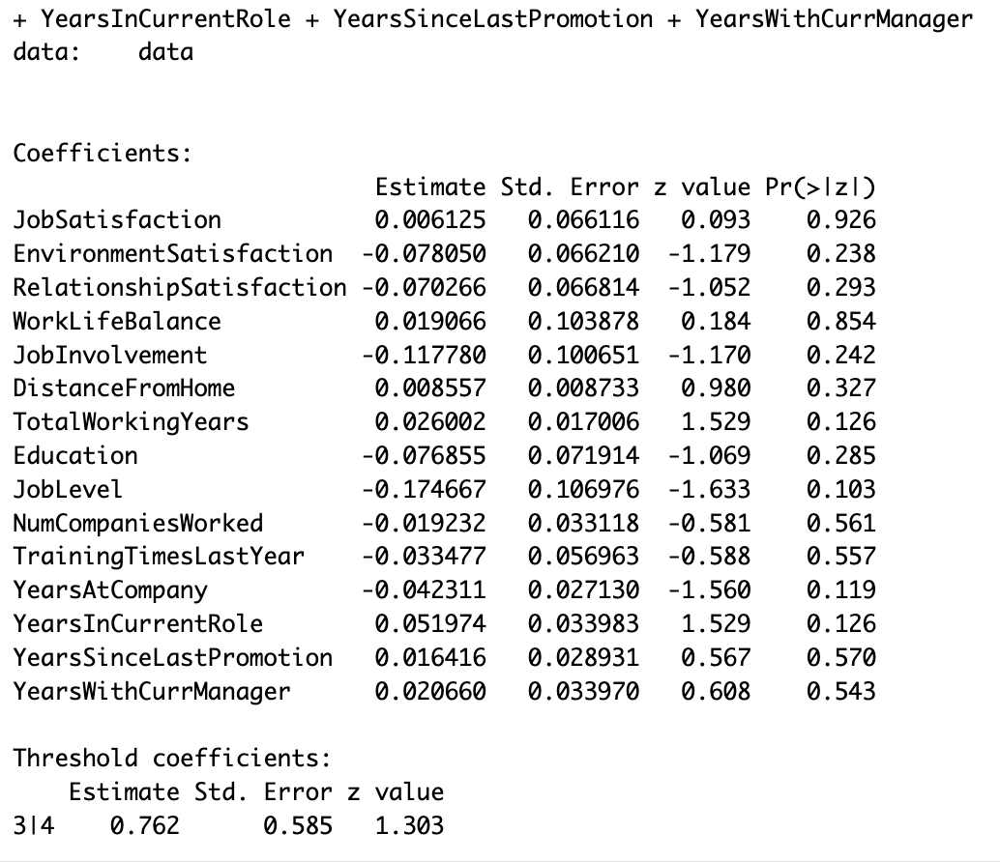 + YearsInCurrentRole + YearsSinceLastPromotion + YearsWithCurrManager
data:    data
Coefficients:
Estimate Std. Error z value Pr(>|z|)
JobSatisfaction 0.006125 0.066116 0.093 0.926
EnvironmentSatisfaction -0.078050 0.066210 -1.179 0.238
RelationshipSatisfaction -0.070266 0.066814 -1.052 0.293
WorkLifeBalance 0.019066 0.103878 0.184 0.854
JobInvolvement -0.117780 0.100651 -1.170 0.242
DistanceFromHome 0.008557 0.008733 0.980 0.327
TotalWorkingYears 0.026002 0.017006 1.529 0.126
Education -0.076855 0.071914 -1.069 0.285
JobLevel -0.174667 0.106976 -1.633 0.103
NumCompaniesWorked -0.019232 0.033118 -0.581 0.561
TrainingTimesLastYear -0.033477 0.056963 -0.588 0.557
YearsAtCompany -0.042311 0.027130 -1.560 0.119
YearsInCurrentRole 0.051974 0.033983 1.529 0.126
YearsSinceLastPromotion 0.016416 0.028931 0.567 0.570
YearsWithCurrManager 0.020660 0.033970 0.608 0.543
Threshold coefficients:
Estimate Std. Error z value
3|4 0.762 0.585 1.303